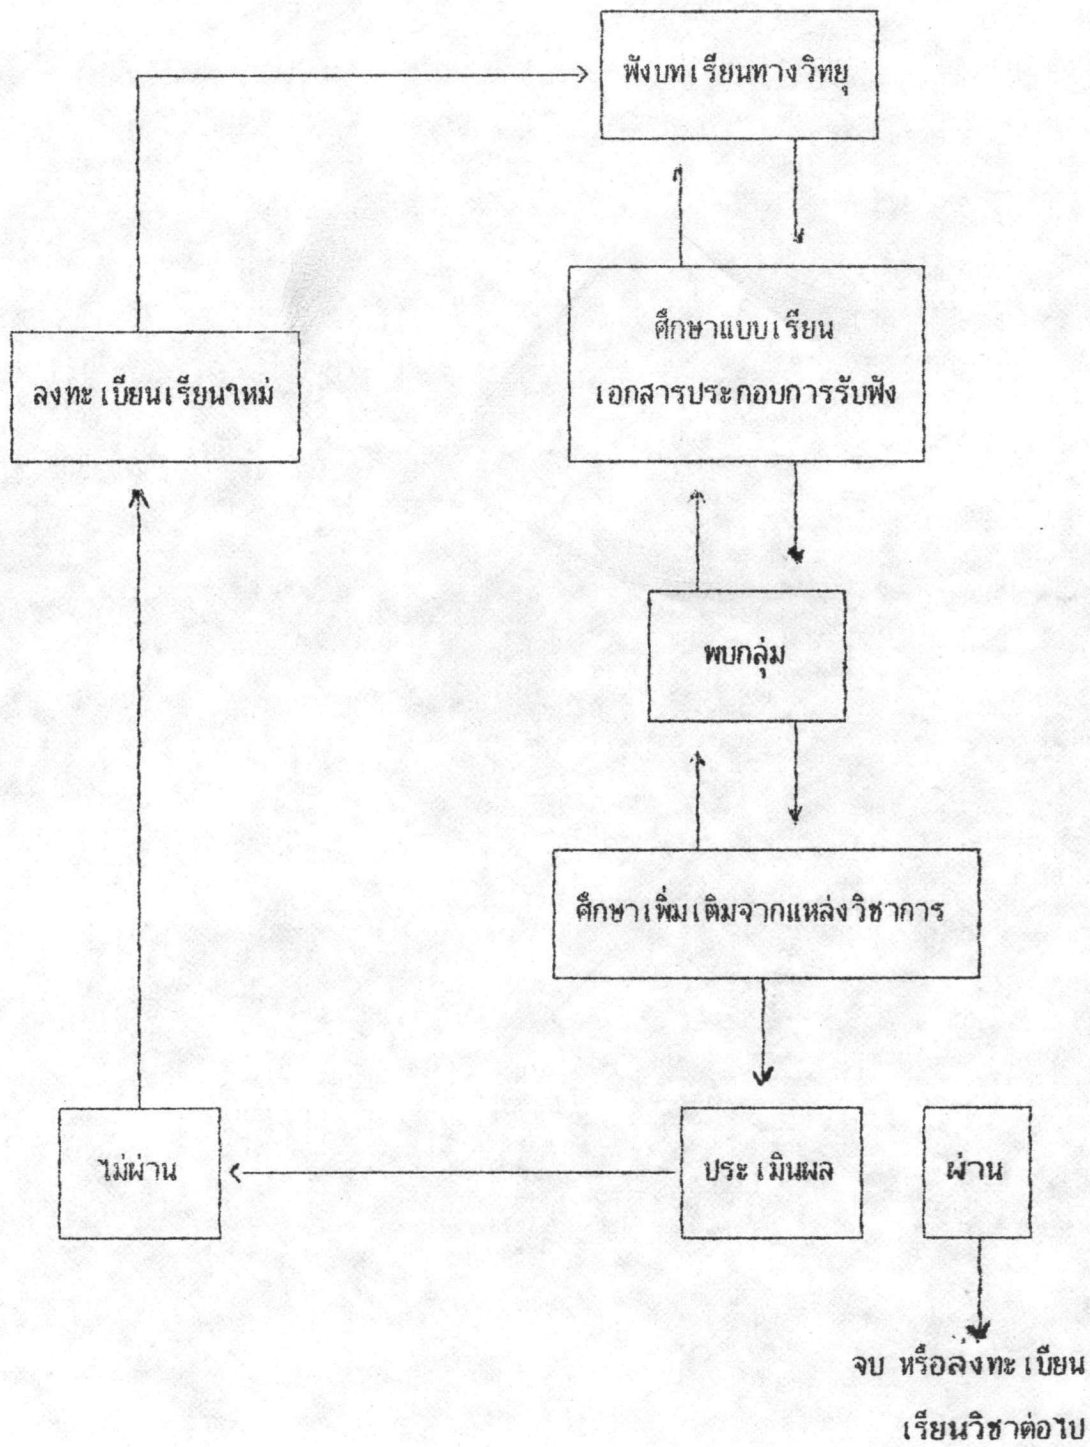 ฟังบทเรียนทางวิทยุ
ศึกษาแบบเรียน
เอกสารประกอบการรับฟัง
ลงทะเบียนเรียนใหม่
พบกลุ่ม
ศึกษาเพิ่มเติมจากแหล่งวิชาการ
ไม่ผ่าน
ประเมินผล
ผ่าน
จบ หรือลงทะเบียน
เรียนวิชาต่อไป